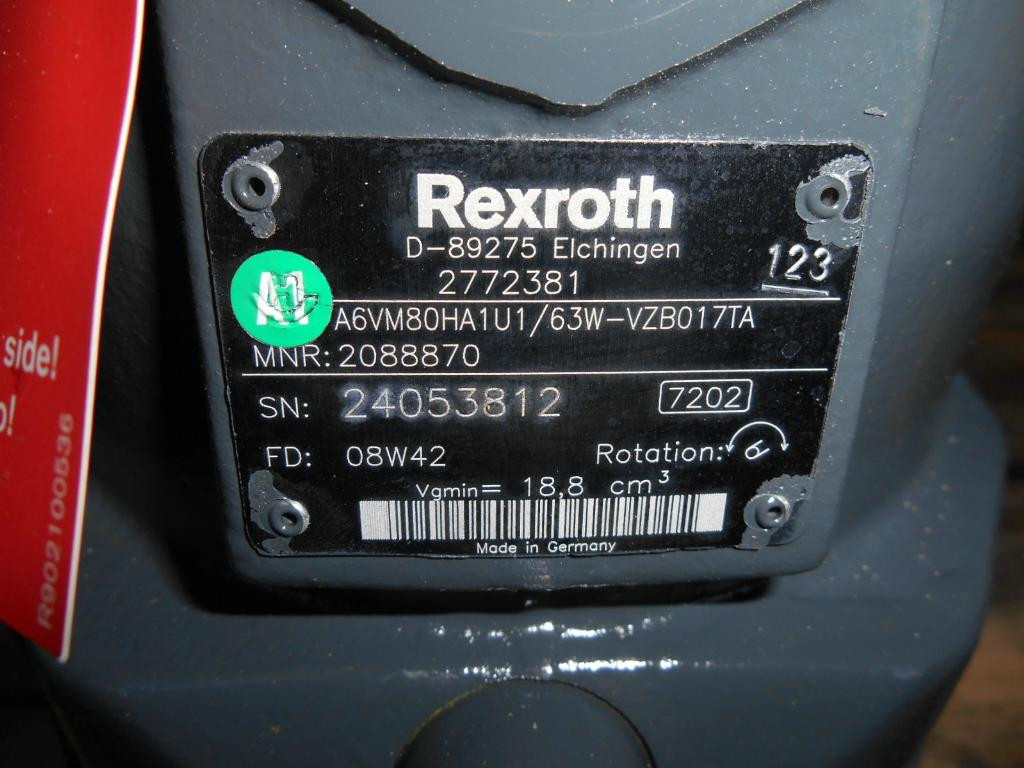 Rexroth
D-89275 Elchingen
2772381
123
A6VM80HA1U1/63W-VZB017TA
MNR: 2088870
SN: 24053812
7202
FD: 08W42
Rotation:
Vgmin= 18,8 cm³
Made in Germany
side!
R902100536